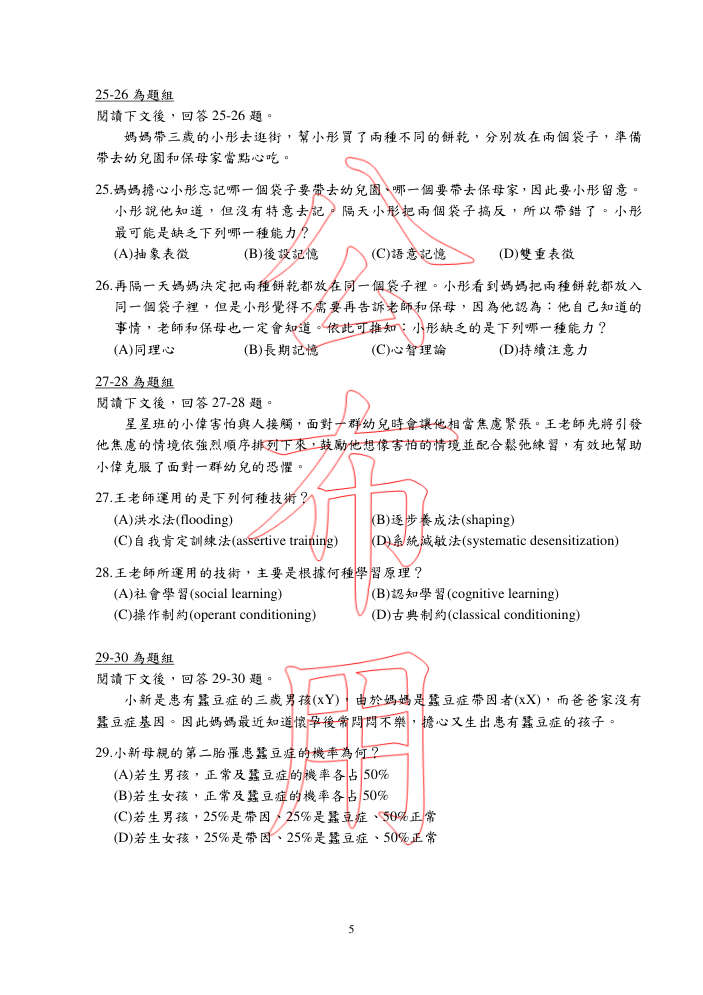 25-26 為題組
閱讀下文後，回答 25-26 題。
媽媽帶三歲的小彤去逛街，幫小彤買了兩種不同的餅乾，分別放在兩個袋子，準備
帶去幼兒園和保母家當點心吃。
25.媽媽擔心小彤忘記哪一個袋子要帶去幼兒園、哪一個要帶去保母家，因此要小彤留意。
小彤說他知道，但沒有特意去記。隔天小彤把兩個袋子搞反，所以帶錯了。小彤
最可能是缺乏下列哪一種能力？
(A)抽象表徵 (B)後設記憶 (C)語意記憶 (D)雙重表徵
26.再隔一天媽媽決定把兩種餅乾都放在同一個袋子裡。小彤看到媽媽把兩種餅乾都放入
同一個袋子裡，但是小彤覺得不需要再告訴老師和保母，因為他認為：他自己知道的
事情，老師和保母也一定會知道。依此可推知：小彤缺乏的是下列哪一種能力？
(A)同理心 (B)長期記憶 (C)心智理論 (D)持續注意力
27-28 為題組
閱讀下文後，回答 27-28 題。
星星班的小偉害怕與人接觸，面對一群幼兒時會讓他相當焦慮緊張。王老師先將引發
他焦慮的情境依強烈順序排列下來，鼓勵他想像害怕的情境並配合鬆弛練習，有效地幫助
小偉克服了面對一群幼兒的恐懼。
27.王老師運用的是下列何種技術？
(A)洪水法(flooding) (B)逐步養成法(shaping)
(C)自我肯定訓練法(assertive training) (D)系統減敏法(systematic desensitization)
28.王老師所運用的技術，主要是根據何種學習原理？
(A)社會學習(social learning) (B)認知學習(cognitive learning)
(C)操作制約(operant conditioning) (D)古典制約(classical conditioning)
29-30 為題組
閱讀下文後，回答 29-30 題。
小新是患有蠶豆症的三歲男孩(xY)，由於媽媽是蠶豆症帶因者(xX)，而爸爸家沒有
蠶豆症基因。因此媽媽最近知道懷孕後常悶悶不樂，擔心又生出患有蠶豆症的孩子。
29.小新母親的第二胎罹患蠶豆症的機率為何？
(A)若生男孩，正常及蠶豆症的機率各占 50%
(B)若生女孩，正常及蠶豆症的機率各占 50%
(C)若生男孩，25%是帶因、25%是蠶豆症、50%正常
(D)若生女孩，25%是帶因、25%是蠶豆症、50%正常
5
公布用